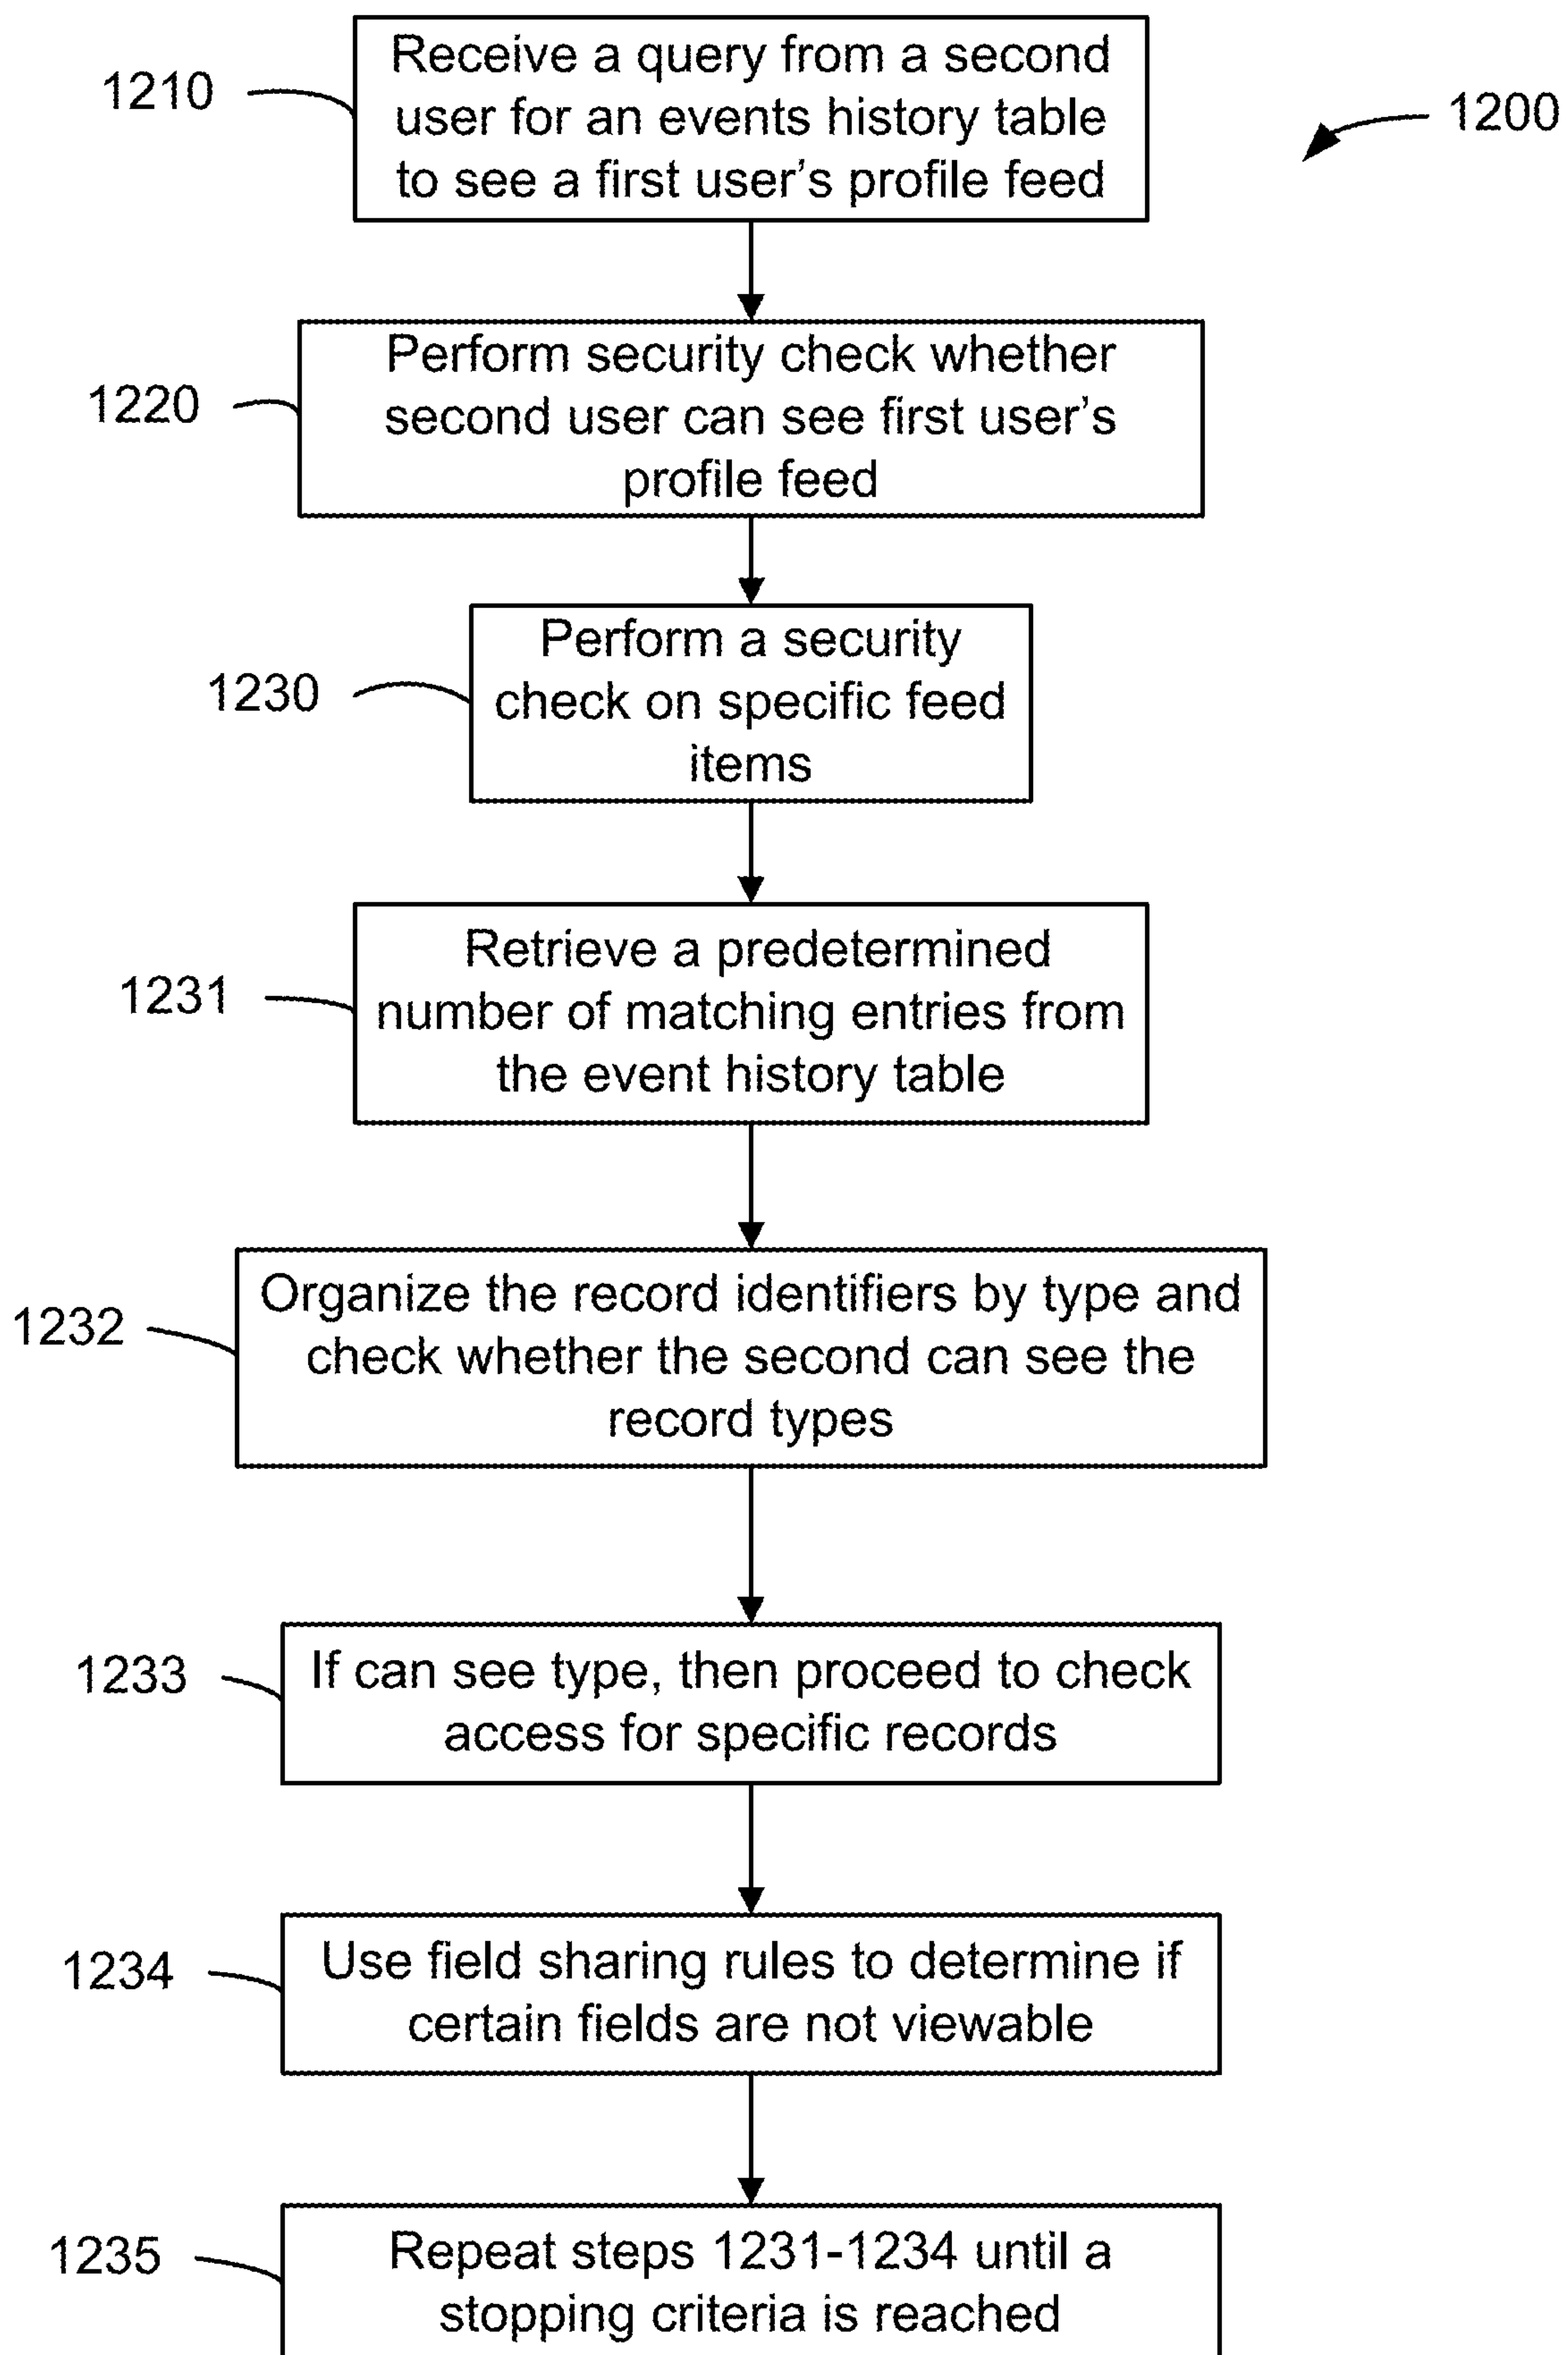 Receive a query from a second
user for an events history table
to see a first user's profile feed
1210
1200
Perform security check whether
second user can see first user's
profile feed
1220
Perform a security
check on specific feed
items
1230
Retrieve a predetermined
number of matching entries from
the event history table
1231
Organize the record identifiers by type and
check whether the second can see the
record types
1232
If can see type, then proceed to check
access for specific records
1233
Use field sharing rules to determine if
certain fields are not viewable
1234
Repeat steps 1231-1234 until a
stopping criteria is reached
1235